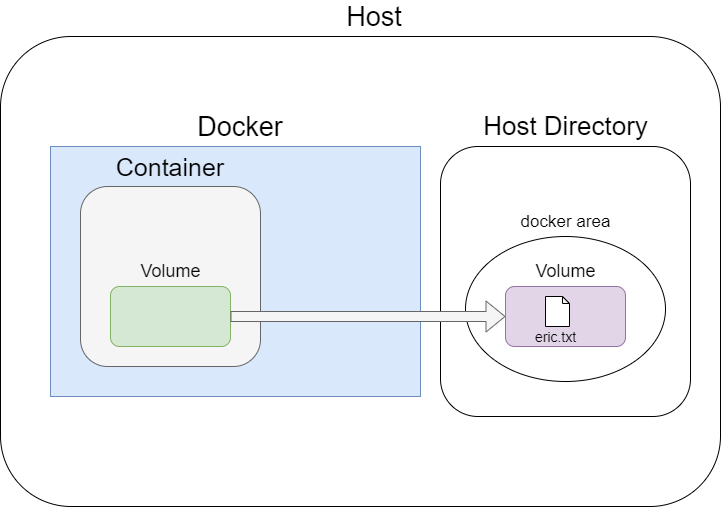 Host
Docker
Host Directory
Container
docker area
Volume
Volume
eric.txt